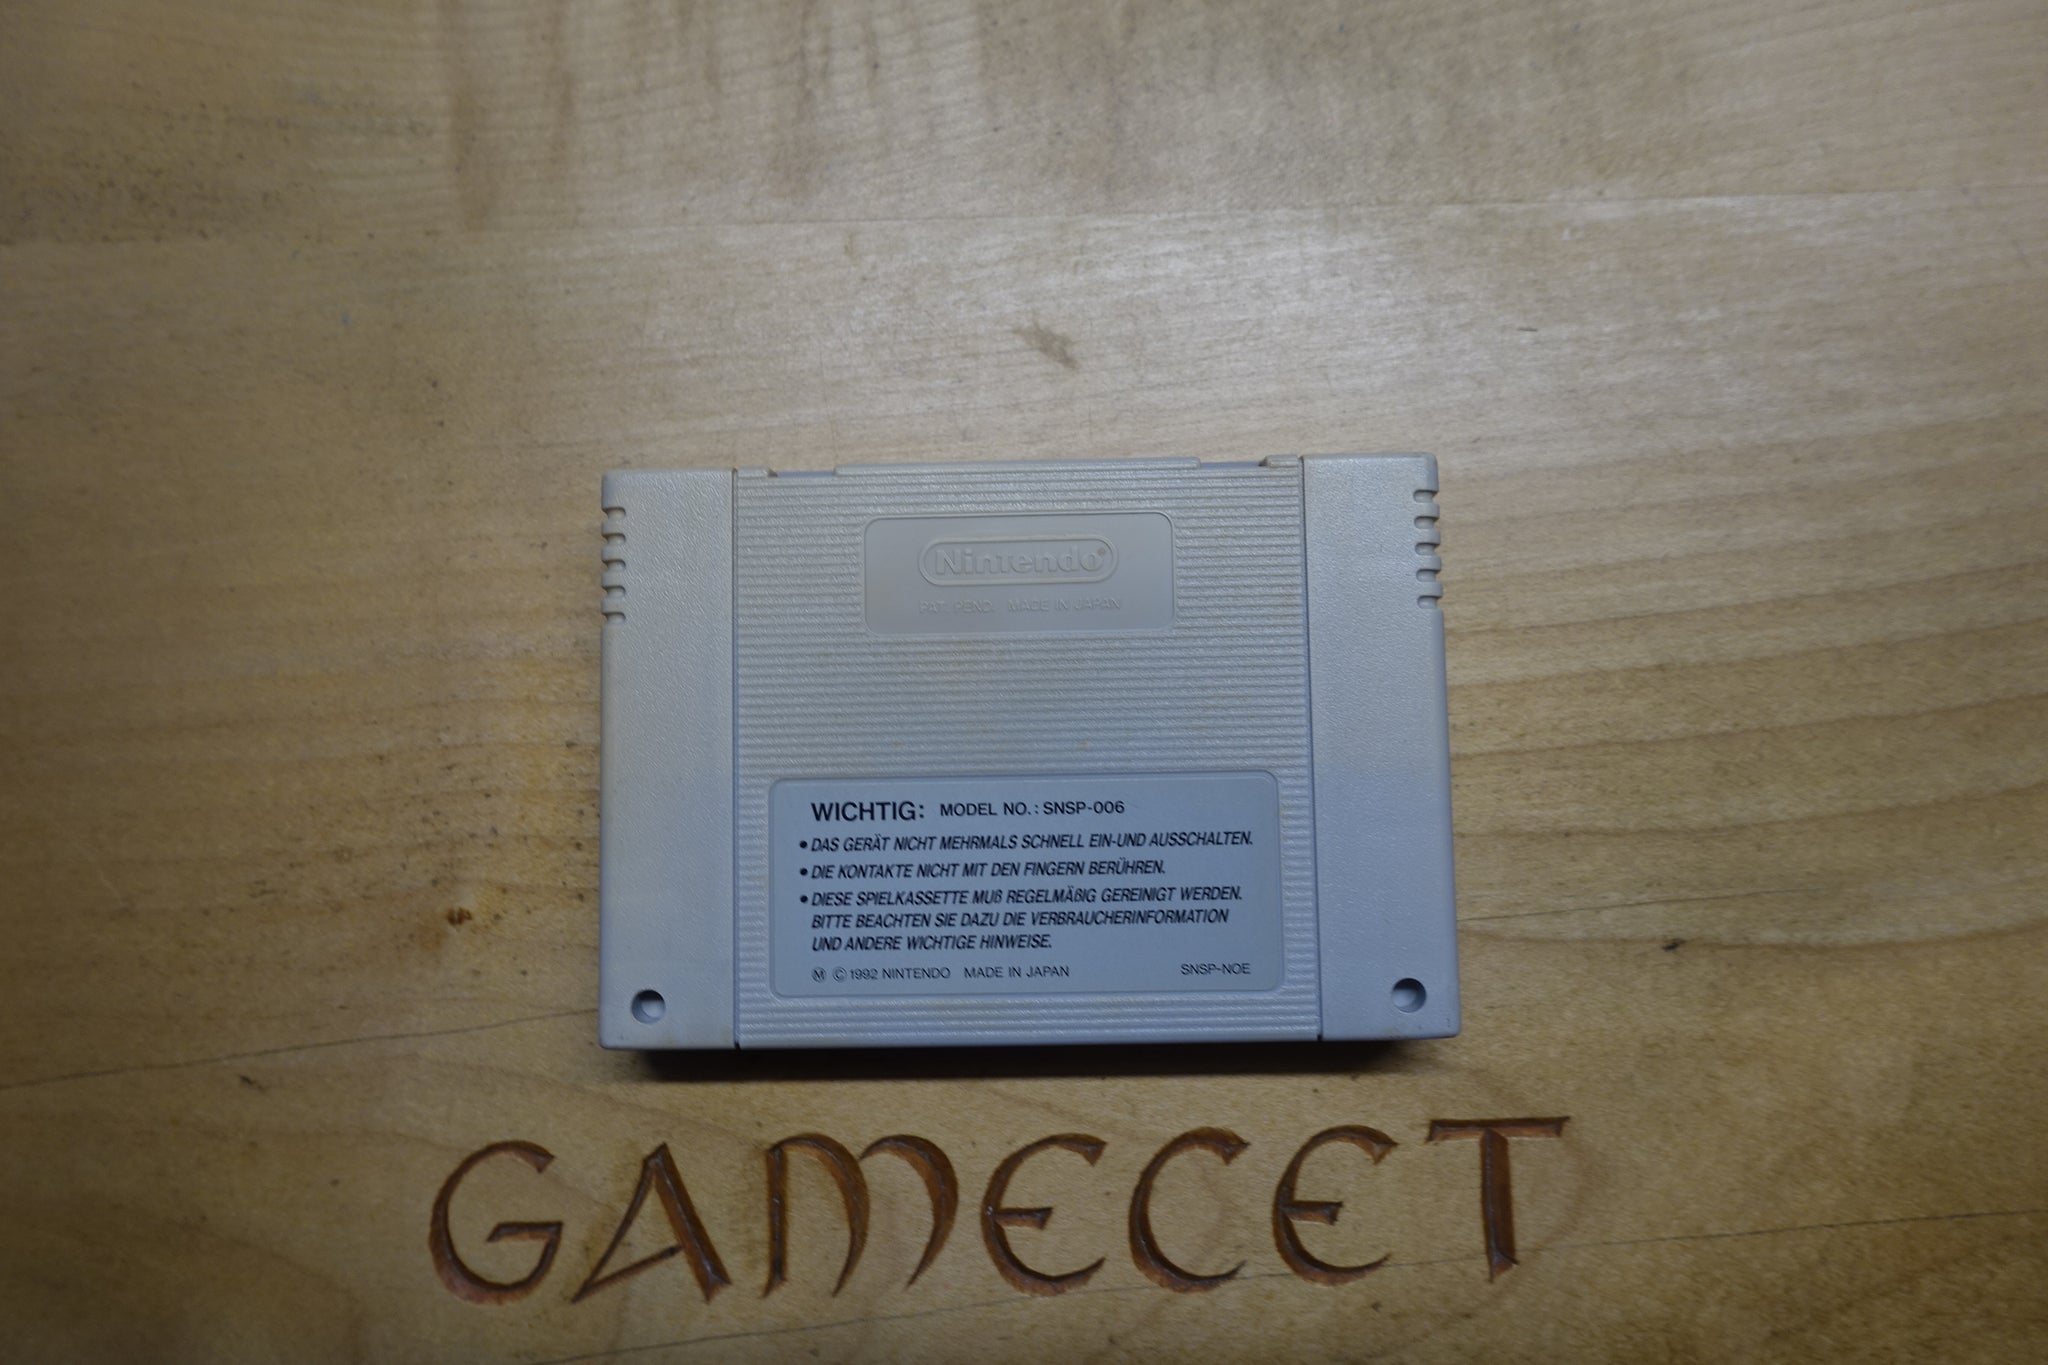 Nintendo®
PAT. PEND. MADE IN JAPAN
WICHTIG: MODEL NO.: SNSP-006
• DAS GERÄT NICHT MEHRMALS SCHNELL EIN-UND AUSSCHALTEN.
• DIE KONTAKTE NICHT MIT DEN FINGERN BERÜHREN.
• DIESE SPIELKASSETTE MUß REGELMÄßIG GEREINIGT WERDEN.
BITTE BEACHTEN SIE DAZU DIE VERBRAUCHERINFORMATION
UND ANDERE WICHTIGE HINWEISE.
Ⓜ © 1992 NINTENDO MADE IN JAPAN SNSP-NOE
GAMECET